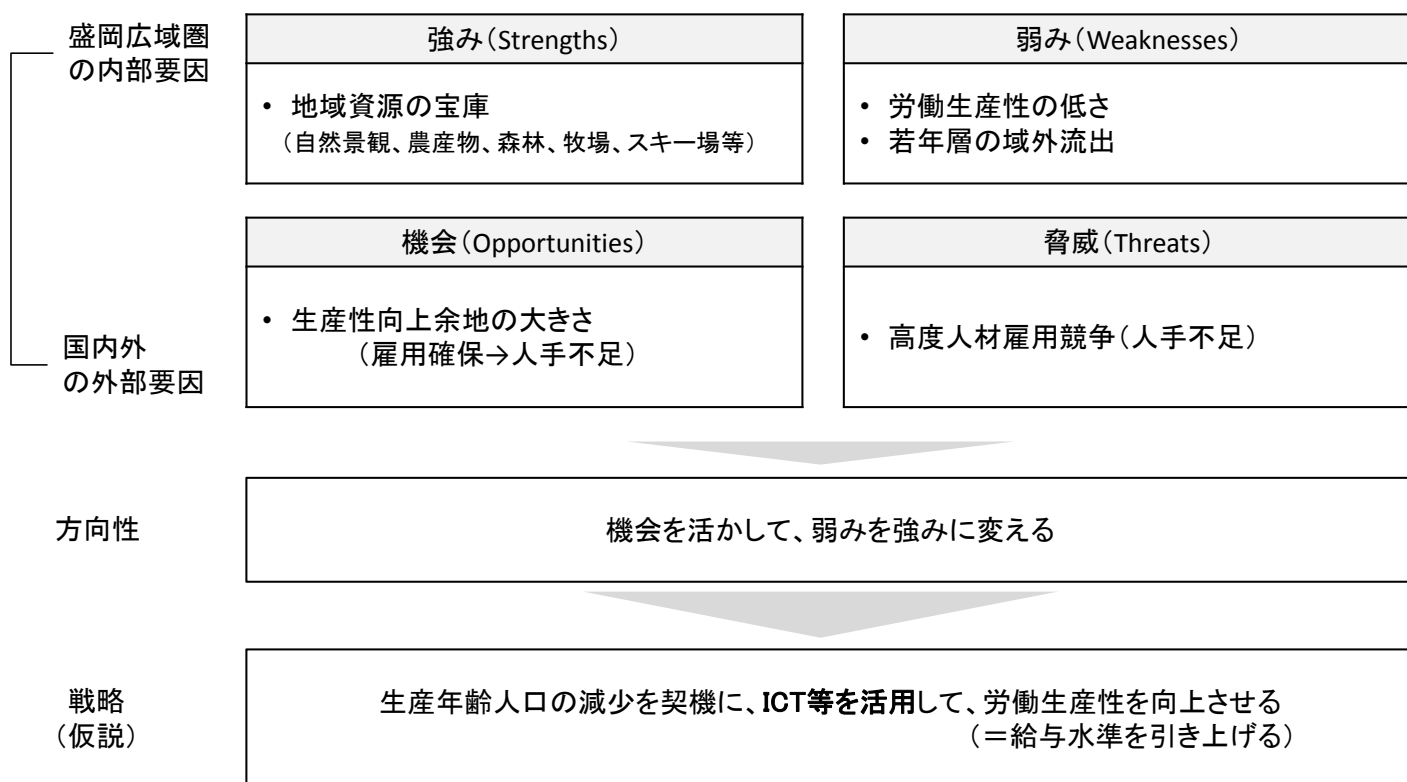 盛岡広域圏
の内部要因
強み（Strengths）
• 地域資源の宝庫
（自然景観、農産物、森林、牧場、スキー場等）
弱み（Weaknesses）
• 労働生産性の低さ
• 若年層の域外流出
国内外
の外部要因
機会（Opportunities）
• 生産性向上余地の大きさ
（雇用確保→人手不足）
脅威（Threats）
• 高度人材雇用競争（人手不足）
方向性
機会を活かして、弱みを強みに変える
戦略
（仮説）
生産年齢人口の減少を契機に、ICT等を活用して、労働生産性を向上させる
（＝給与水準を引き上げる）